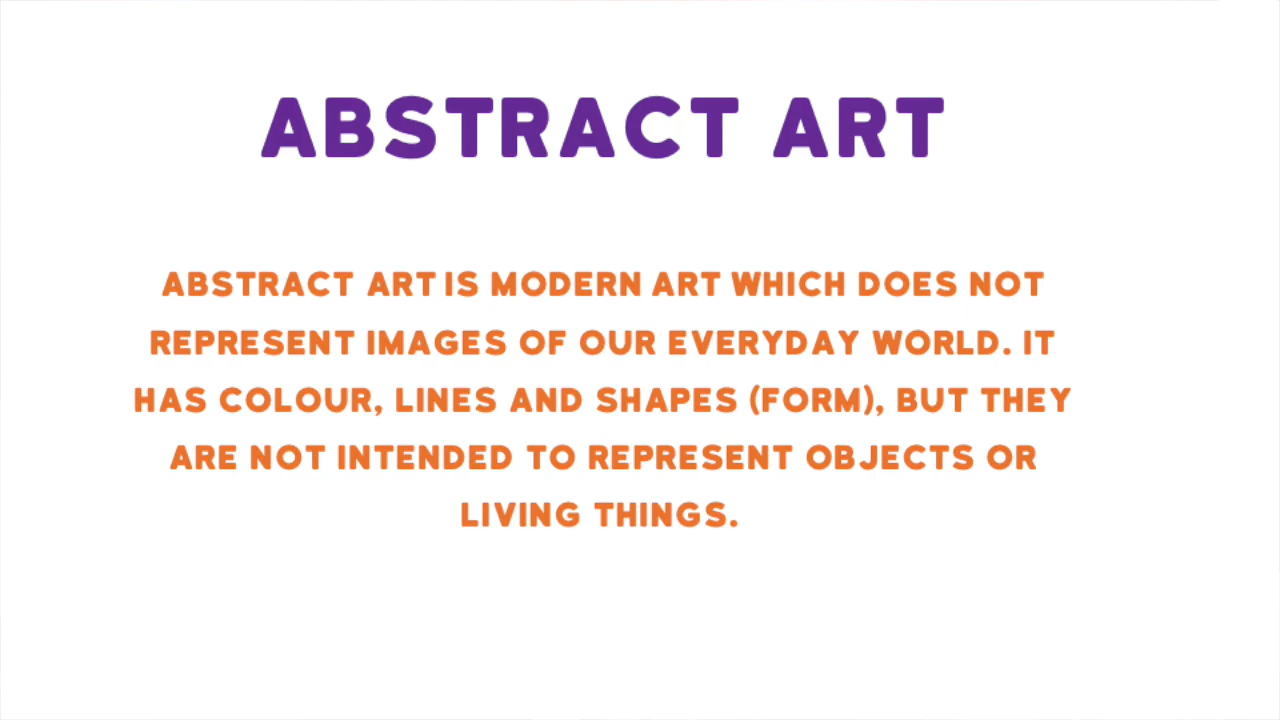 ABSTRACT ART
ABSTRACT ART IS MODERN ART WHICH DOES NOT
REPRESENT IMAGES OF OUR EVERYDAY WORLD. IT
HAS COLOUR, LINES AND SHAPES (FORM), BUT THEY
ARE NOT INTENDED TO REPRESENT OBJECTS OR
LIVING THINGS.